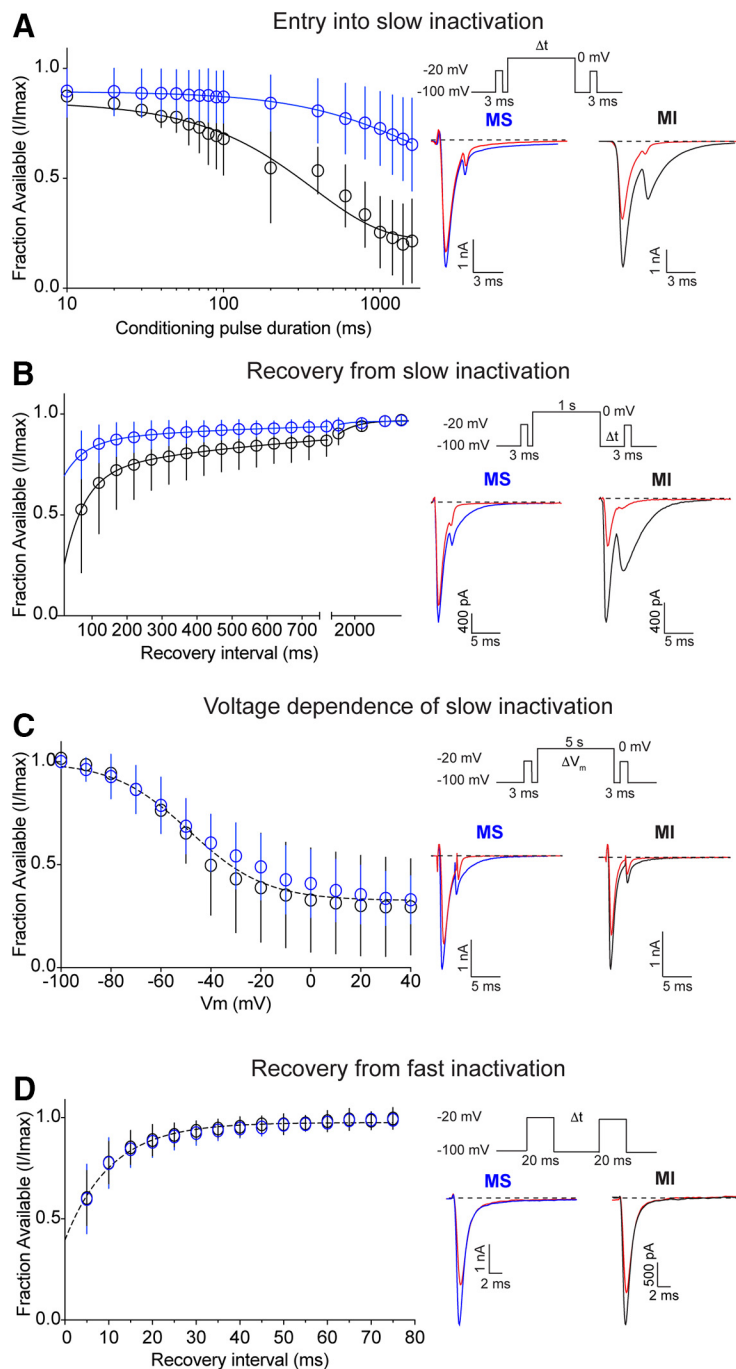 A
Entry into slow inactivation
Fraction Available (I/Imax)
1.0
0.5
0.0
10
100
1000
Conditioning pulse duration (ms)
Δt
-20 mV
0 mV
-100 mV
3 ms
3 ms
MS
MI
1 nA
3 ms
1 nA
3 ms
B
Recovery from slow inactivation
Fraction Available (I/Imax)
1.0
0.5
0.0
100 200 300 400 500 600 700 2000
Recovery interval (ms)
1 s
-20 mV
0 mV
-100 mV
Δt
3 ms
3 ms
MS
MI
400 pA
5 ms
400 pA
5 ms
C
Voltage dependence of slow inactivation
Fraction Available (I/Imax)
1.0
0.5
0.0
-100 -80 -60 -40 -20 0 20 40
Vm (mV)
5 s
-20 mV
0 mV
ΔVm
-100 mV
3 ms
3 ms
MS
MI
1 nA
5 ms
1 nA
5 ms
D
Recovery from fast inactivation
Fraction Available (I/Imax)
1.0
0.5
0.0
0 10 20 30 40 50 60 70 80
Recovery interval (ms)
-20 mV
Δt
-100 mV
20 ms
20 ms
MS
MI
1 nA
2 ms
500 pA
2 ms